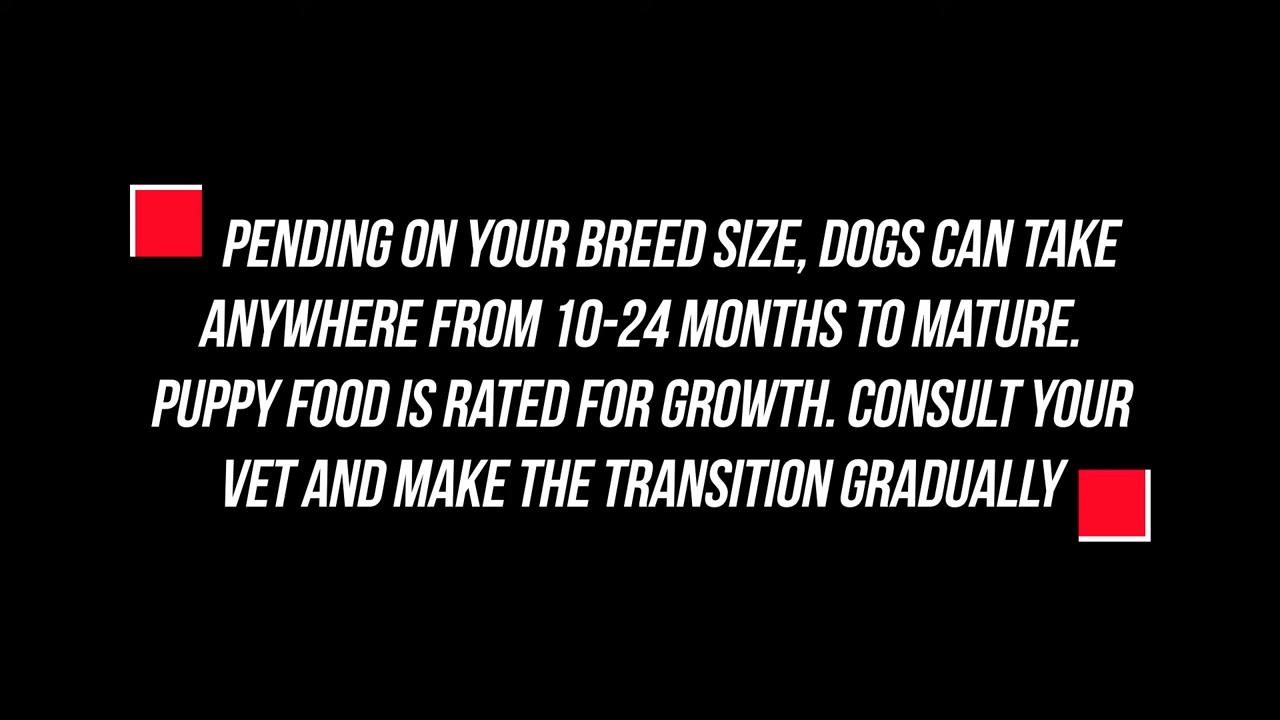 PENDING ON YOUR BREED SIZE, DOGS CAN TAKE
ANYWHERE FROM 10-24 MONTHS TO MATURE.
PUPPY FOOD IS RATED FOR GROWTH. CONSULT YOUR
VET AND MAKE THE TRANSITION GRADUALLY